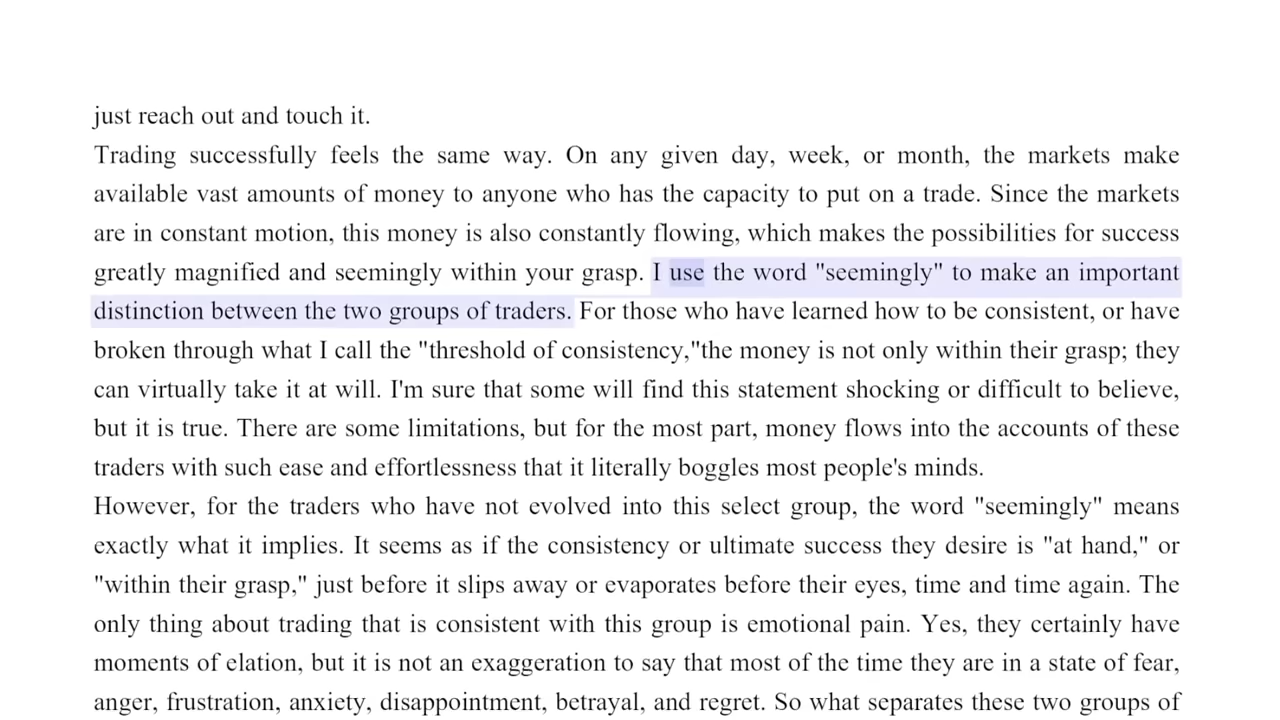 just reach out and touch it.
Trading successfully feels the same way. On any given day, week, or month, the markets make
available vast amounts of money to anyone who has the capacity to put on a trade. Since the markets
are in constant motion, this money is also constantly flowing, which makes the possibilities for success
greatly magnified and seemingly within your grasp. I use the word "seemingly" to make an important
distinction between the two groups of traders. For those who have learned how to be consistent, or have
broken through what I call the "threshold of consistency,"the money is not only within their grasp; they
can virtually take it at will. I'm sure that some will find this statement shocking or difficult to believe,
but it is true. There are some limitations, but for the most part, money flows into the accounts of these
traders with such ease and effortlessness that it literally boggles most people's minds.
However, for the traders who have not evolved into this select group, the word "seemingly" means
exactly what it implies. It seems as if the consistency or ultimate success they desire is "at hand," or
"within their grasp," just before it slips away or evaporates before their eyes, time and time again. The
only thing about trading that is consistent with this group is emotional pain. Yes, they certainly have
moments of elation, but it is not an exaggeration to say that most of the time they are in a state of fear,
anger, frustration, anxiety, disappointment, betrayal, and regret. So what separates these two groups of